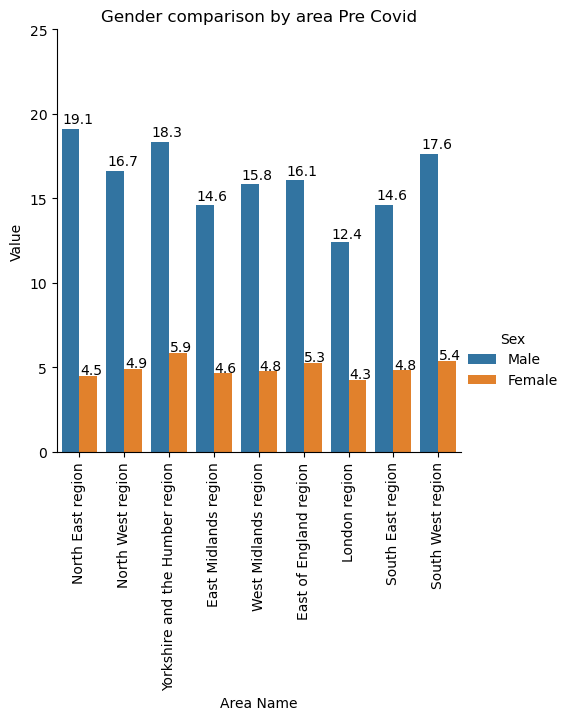 Gender comparison by area Pre Covid
25
20
15
10
5
0
Value
19.1
16.7
18.3
14.6
15.8
16.1
12.4
14.6
17.6
4.5
4.9
5.9
4.6
4.8
5.3
4.3
4.8
5.4
Sex
Male
Female
North East region
North West region
Yorkshire and the Humber region
East Midlands region
West Midlands region
East of England region
London region
South East region
South West region
Area Name